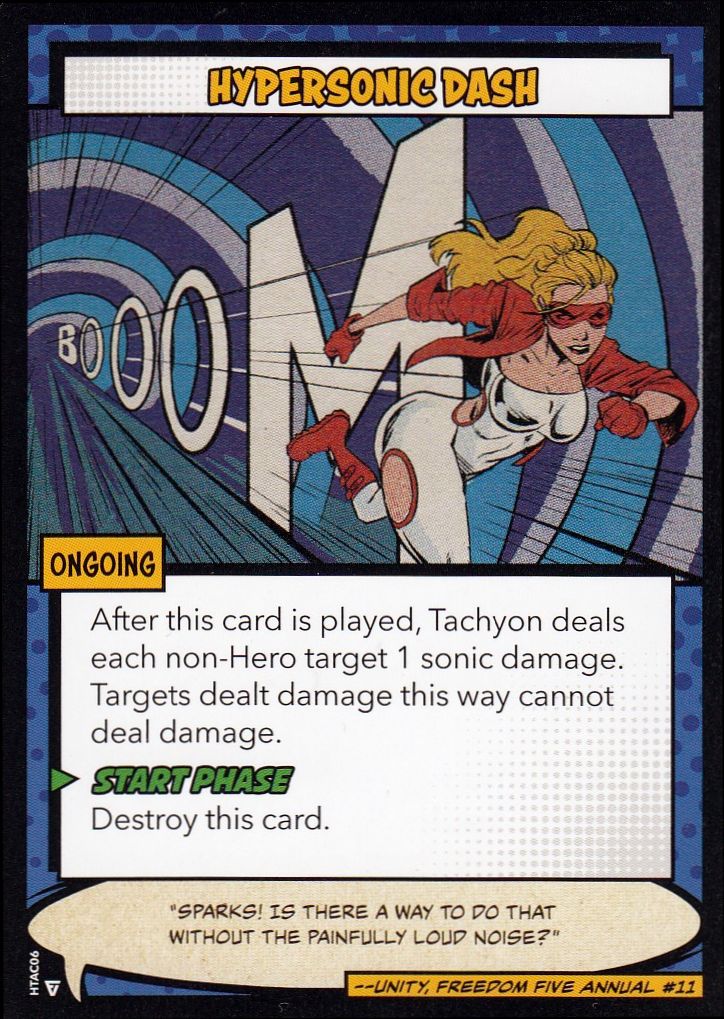 HYPERSONIC DASH
BOOOM
ONGOING
After this card is played, Tachyon deals
each non-Hero target 1 sonic damage.
Targets dealt damage this way cannot
deal damage.
START PHASE
Destroy this card.
"SPARKS! IS THERE A WAY TO DO THAT
WITHOUT THE PAINFULLY LOUD NOISE?"
--UNITY, FREEDOM FIVE ANNUAL #11
HTAC06